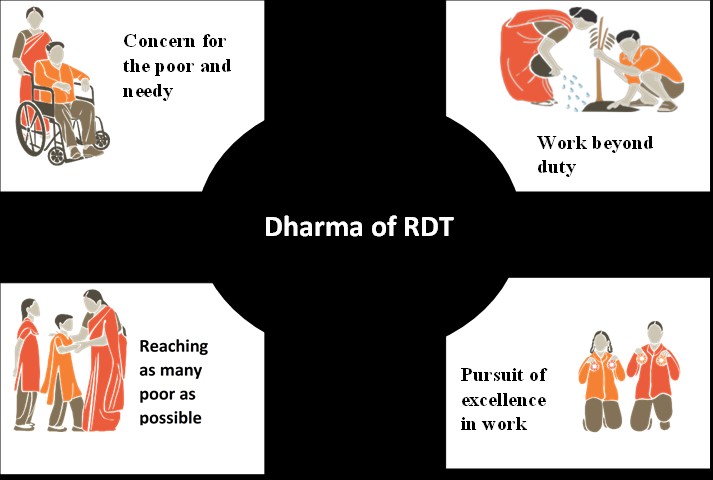 Concern for
the poor and
needy
Work beyond
duty
Dharma of RDT
Reaching
as many
poor as
possible
Pursuit of
excellence
in work